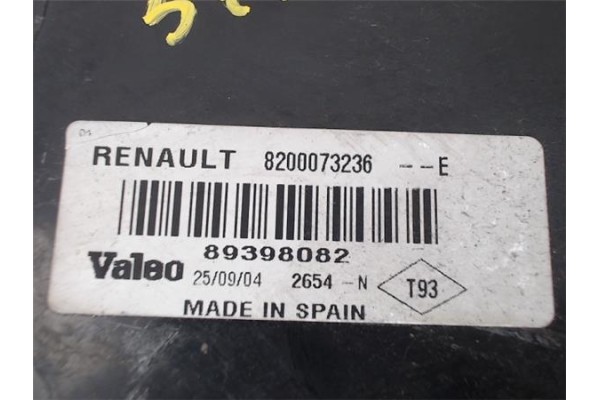 RENAULT 8200073236 - - - E
89398082
Valeo 25/09/04 2654 - N T93
MADE IN SPAIN